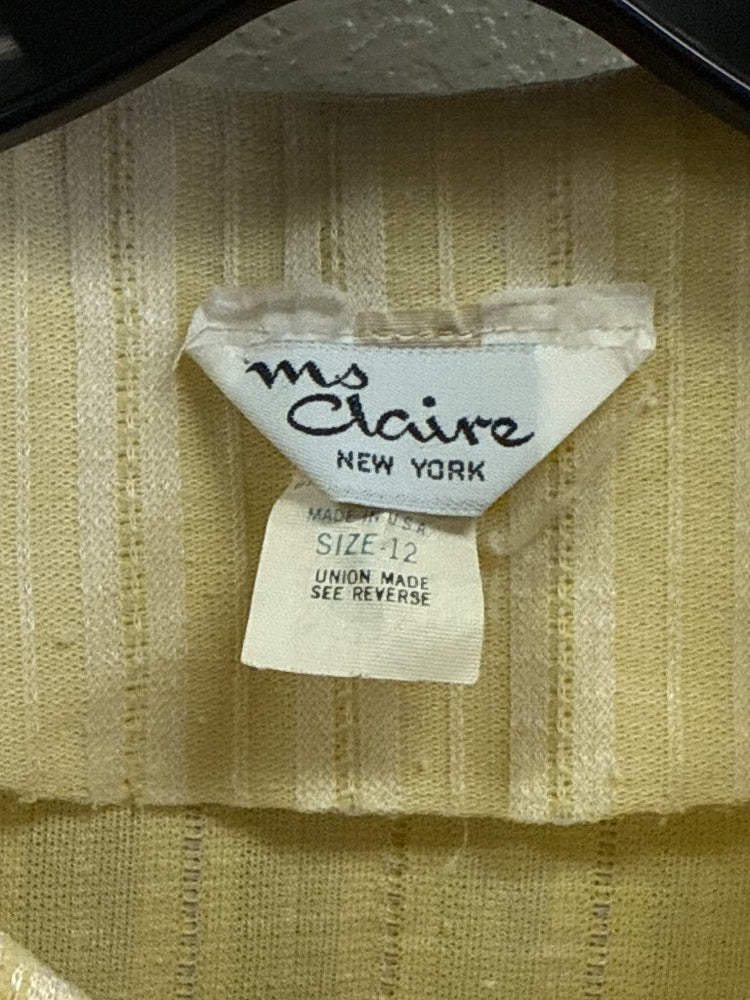 ms
Claire
NEW YORK
MADE IN U.S.A.
SIZE-12
UNION MADE
SEE REVERSE